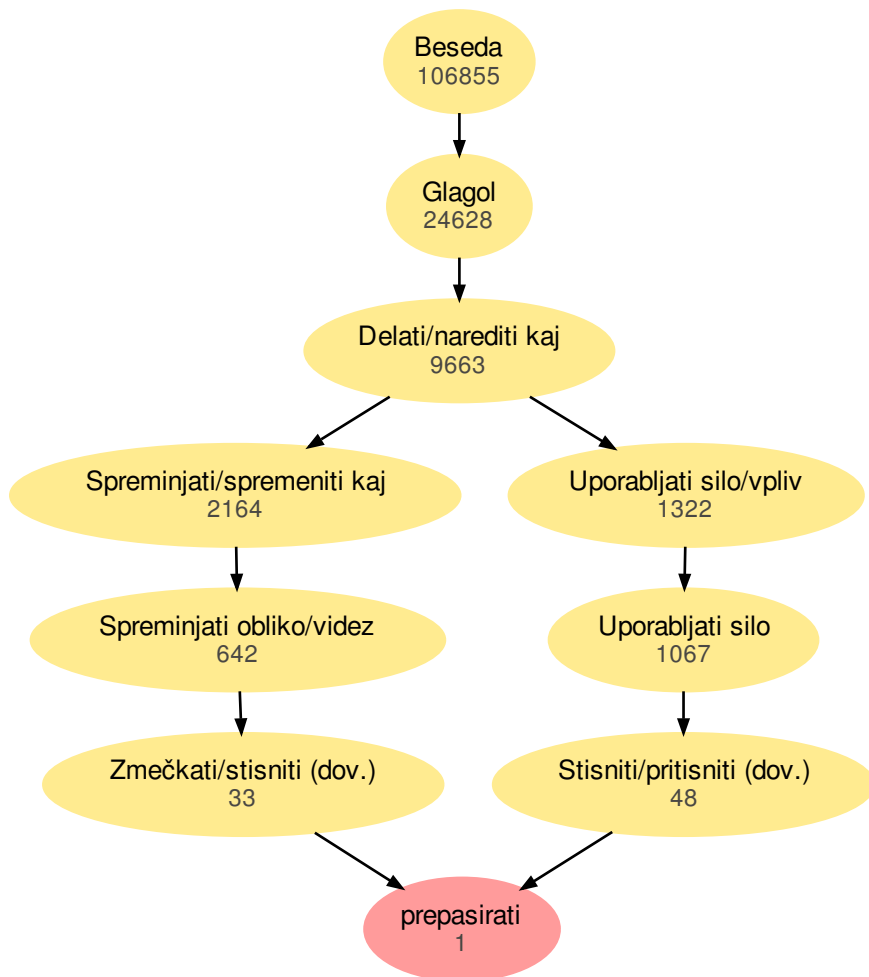 Beseda
106855
Glagol
24628
Delati/narediti kaj
9663
Spreminjati/spremeniti kaj
2164
Uporabljati silo/vpliv
1322
Spreminjati obliko/videz
642
Uporabljati silo
1067
Zmečkati/stisniti (dov.)
33
Stisniti/pritisniti (dov.)
48
prepasirati
1